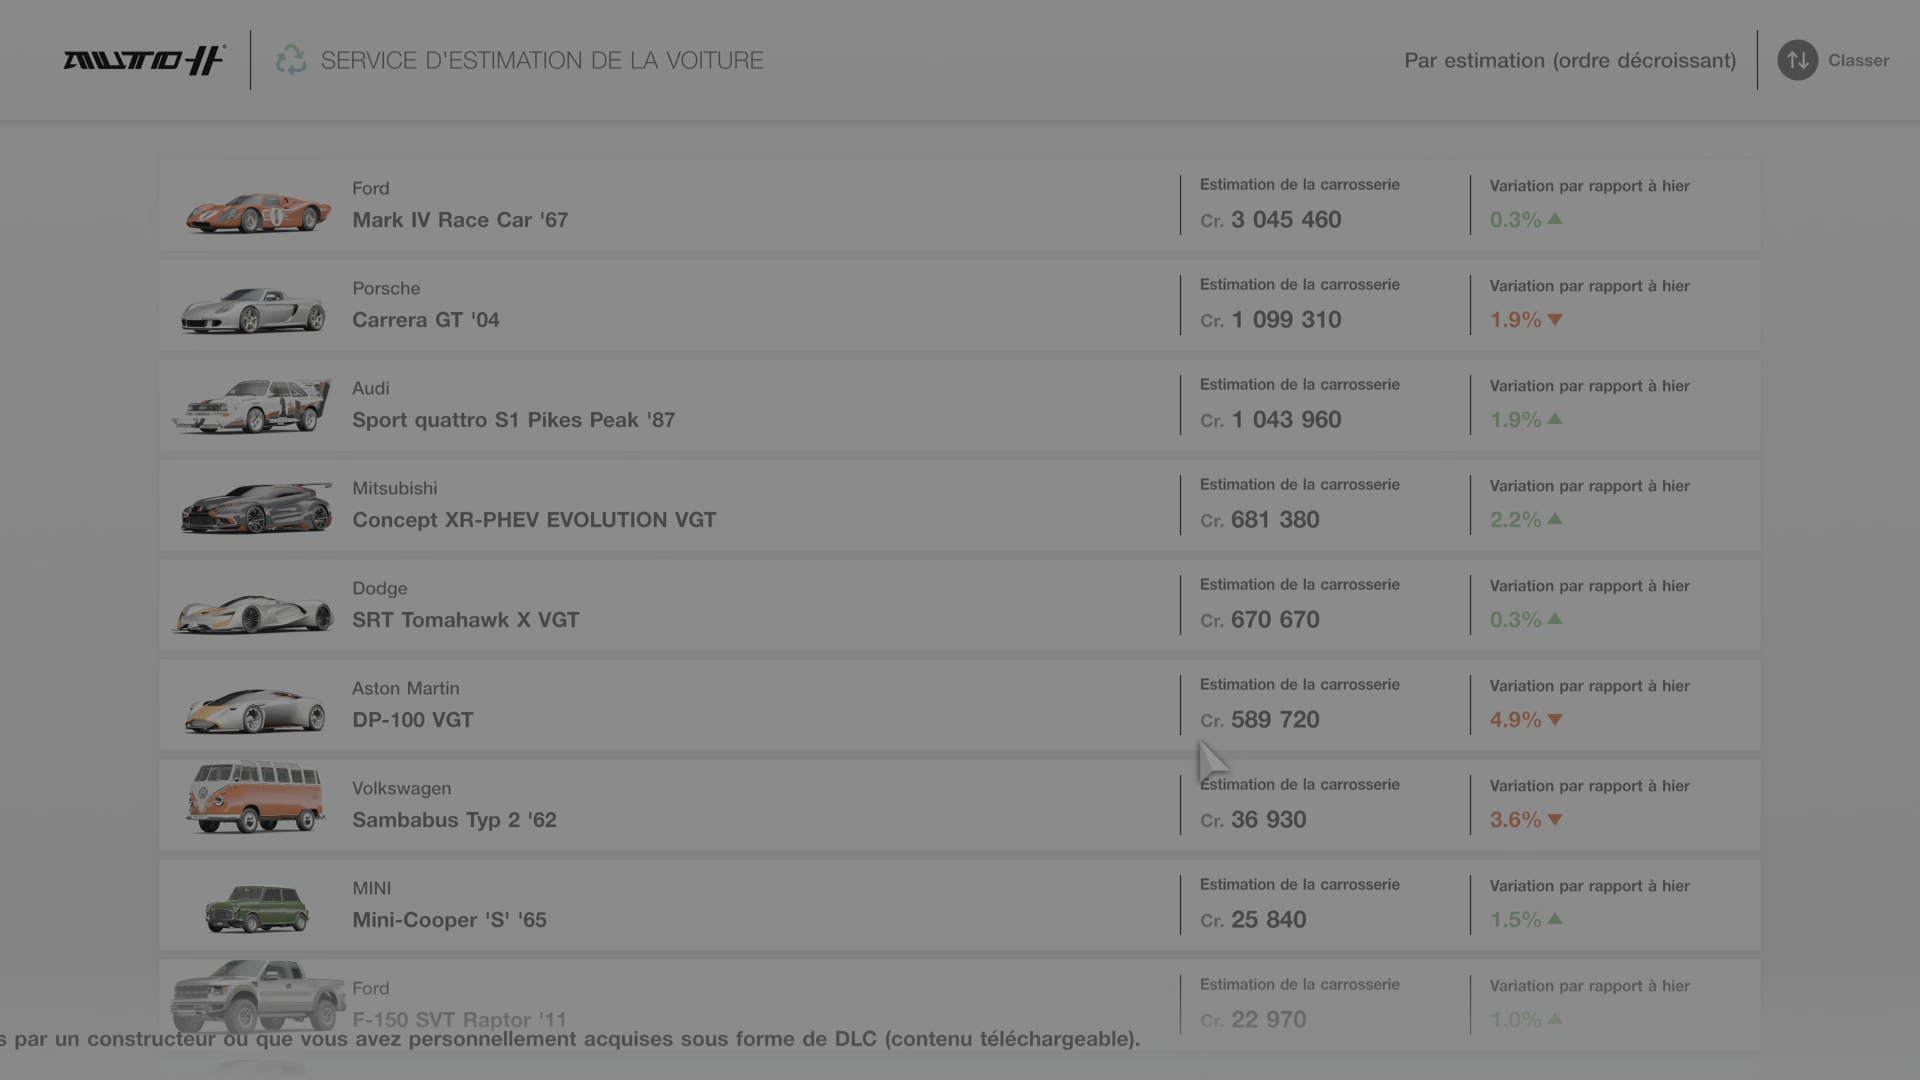 AUTO
SERVICE D'ESTIMATION DE LA VOITURE
Par estimation (ordre décroissant)
Classer
Ford
Mark IV Race Car '67
Estimation de la carrosserie
Cr. 3 045 460
Variation par rapport à hier
0.3%
Porsche
Carrera GT '04
Estimation de la carrosserie
Cr. 1 099 310
Variation par rapport à hier
1.9%
Audi
Sport quattro S1 Pikes Peak '87
Estimation de la carrosserie
Cr. 1 043 960
Variation par rapport à hier
1.9%
Mitsubishi
Concept XR-PHEV EVOLUTION VGT
Estimation de la carrosserie
Cr. 681 380
Variation par rapport à hier
2.2%
Dodge
SRT Tomahawk X VGT
Estimation de la carrosserie
Cr. 670 670
Variation par rapport à hier
0.3%
Aston Martin
DP-100 VGT
Estimation de la carrosserie
Cr. 589 720
Variation par rapport à hier
4.9%
Volkswagen
Sambabus Typ 2 '62
Estimation de la carrosserie
Cr. 36 930
Variation par rapport à hier
3.6%
MINI
Mini-Cooper 'S' '65
Estimation de la carrosserie
Cr. 25 840
Variation par rapport à hier
1.5%
Ford
F-150 SVT Raptor '11
Estimation de la carrosserie
Cr. 22 970
Variation par rapport à hier
1.0%
s par un constructeur ou que vous avez personnellement acquises sous forme de DLC (contenu téléchargeable).